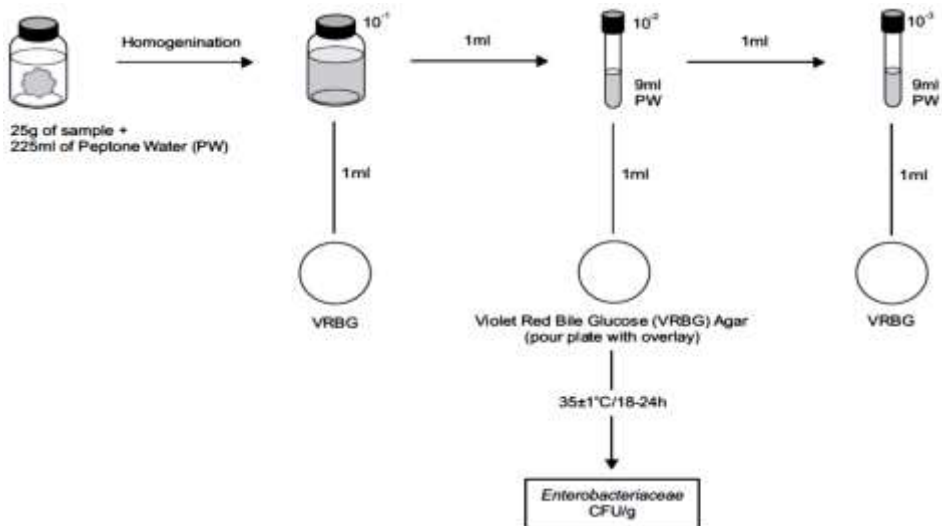 10⁻¹
Homogenination
25g of sample +
225ml of Peptone Water (PW)
1ml
10⁻²
9ml
PW
1ml
10⁻³
9ml
PW
1ml
1ml
1ml
VRBG
Violet Red Bile Glucose (VRBG) Agar
(pour plate with overlay)
VRBG
35±1°C/18-24h
Enterobacteriaceae
CFU/g